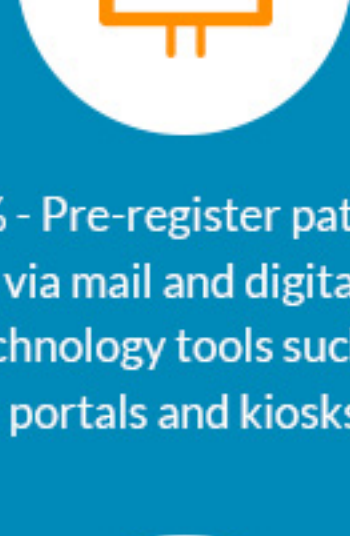 % - Pre-register pat
via mail and digita
chnology tools suc
portals and kiosks